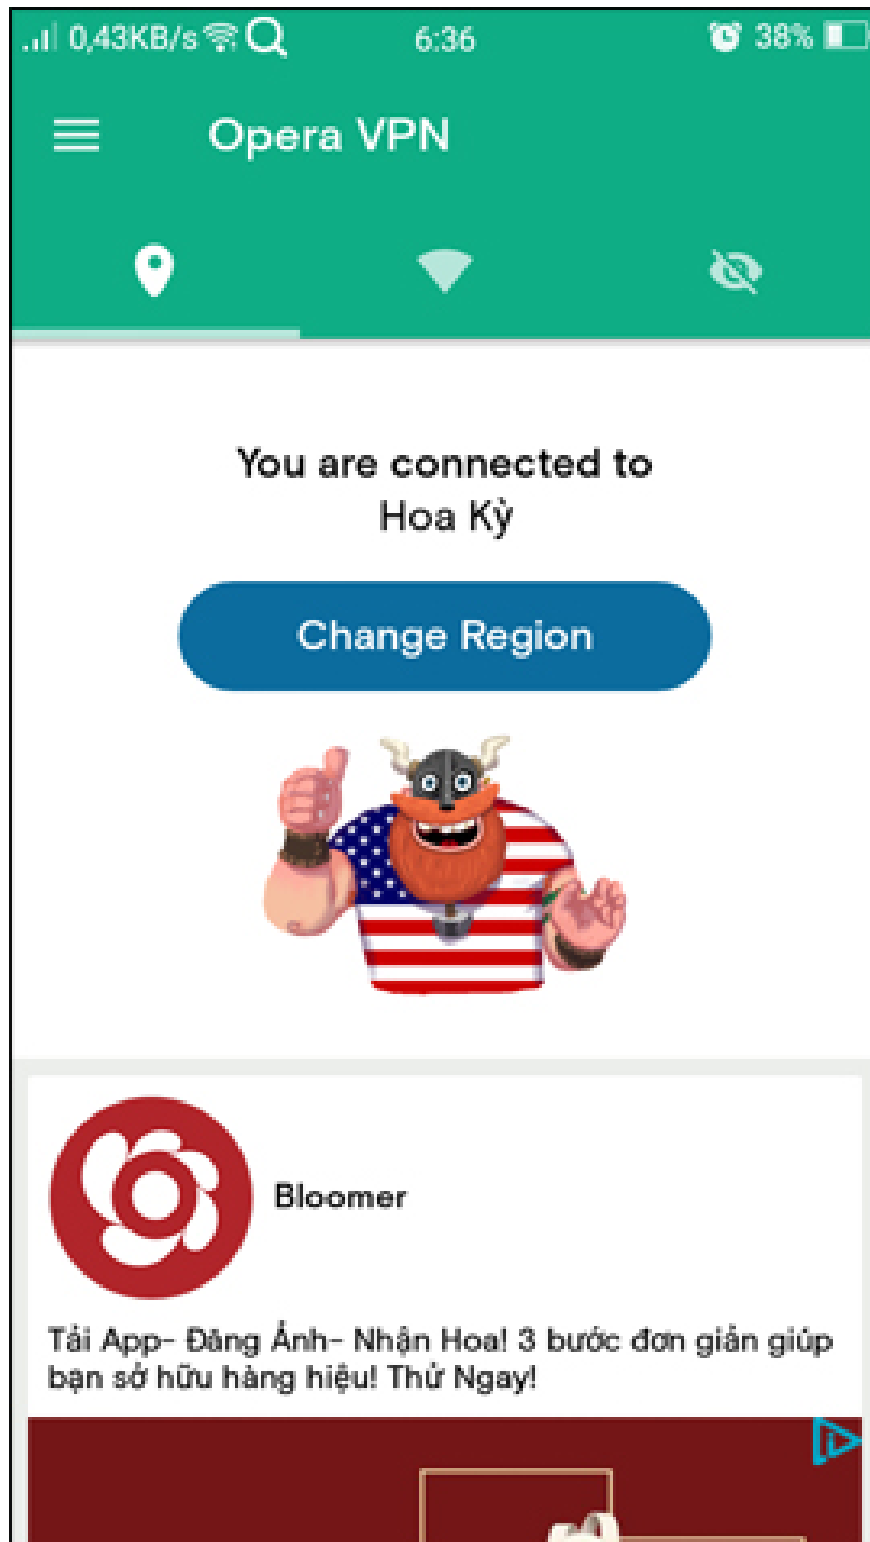 0,43KB/s
6:36
38%
Opera VPN
You are connected to
Hoa Kỳ
Change Region
Bloomer
Tải App- Đăng Ảnh- Nhận Hoa! 3 bước đơn giản giúp
bạn sở hữu hàng hiệu! Thử Ngay!